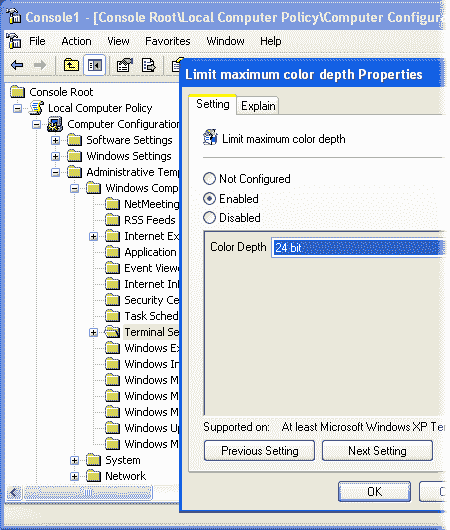 Console1 - [Console Root\Local Computer Policy\Computer Configura
File Action View Favorites Window Help
Limit maximum color depth Properties
Setting Explain
Limit maximum color depth
Not Configured
Enabled
Disabled
Color Depth 24 bit
Supported on: At least Microsoft Windows XP Ter
Previous Setting Next Setting
OK C
Console Root
Local Computer Policy
Computer Configuration
Software Settings
Windows Settings
Administrative Temp
Windows Comp
NetMeeting
RSS Feeds
Internet Ex
Application
Event Viewe
Internet Inf
Security Ce
Task Sched
Terminal Se
Windows Ex
Windows In
Windows M
Windows M
Windows M
Windows Up
Windows M
System
Network